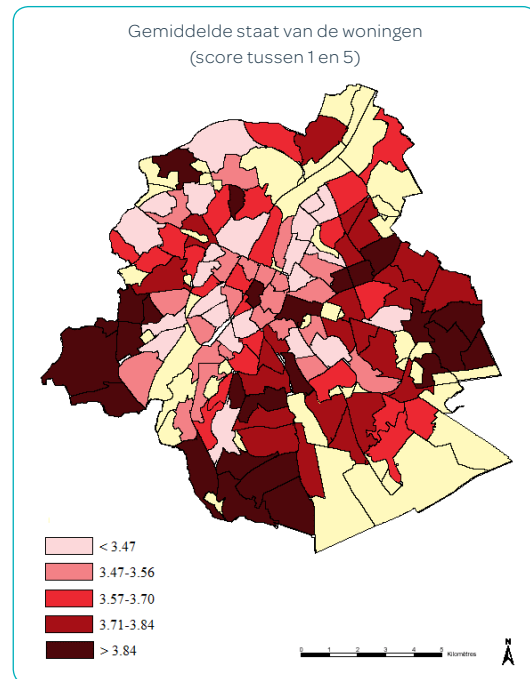 Gemiddelde staat van de woningen
(score tussen 1 en 5)
< 3.47
3.47-3.56
3.57-3.70
3.71-3.84
> 3.84
0 1 2 3 4 5 Kilomètres
N